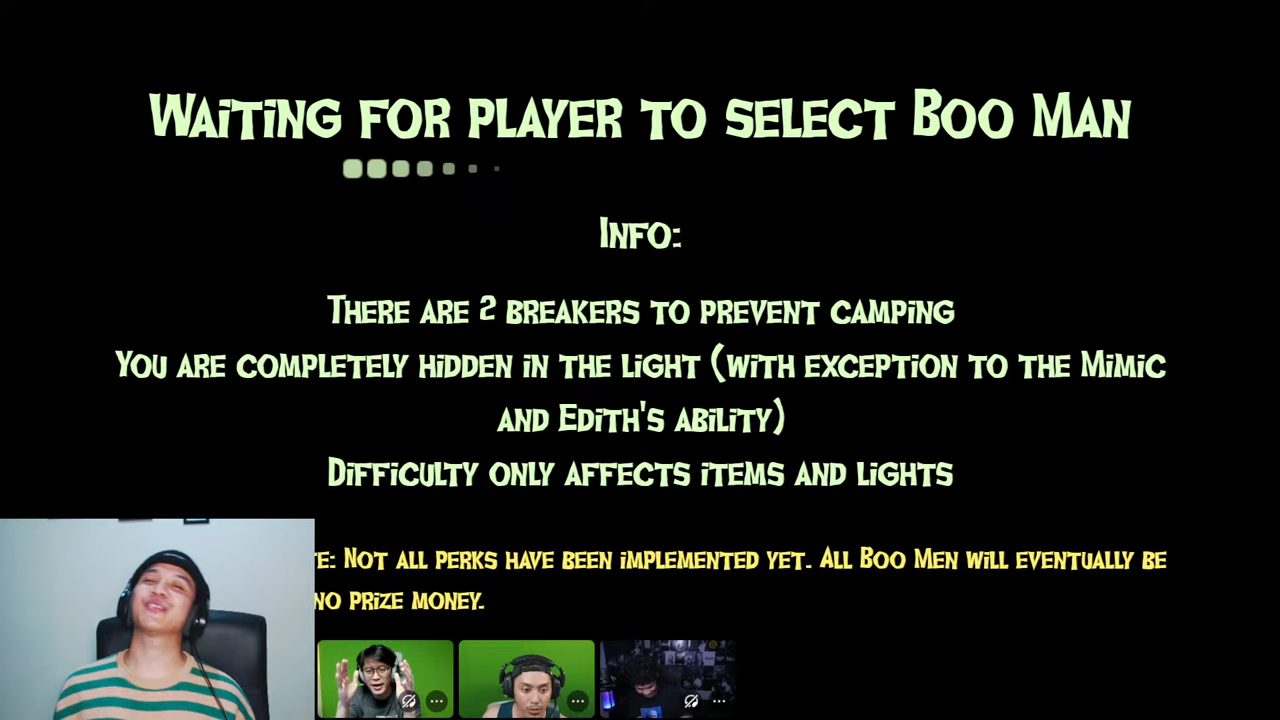 Waiting for player to select Boo Man
Info:
There are 2 breakers to prevent camping
You are completely hidden in the light (with exception to the Mimic
and Edith's ability)
Difficulty only affects items and lights
Not all perks have been implemented yet. All Boo Men will eventually be
no prize money.